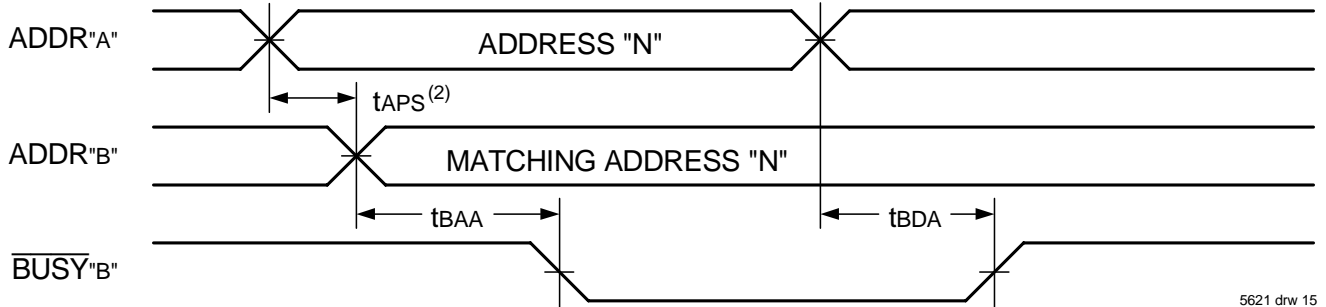 ADDR"A"
ADDRESS "N"
tAPS(2)
ADDR"B"
MATCHING ADDRESS "N"
tBAA
tBDA
BUSY"B"
5621 drw 15